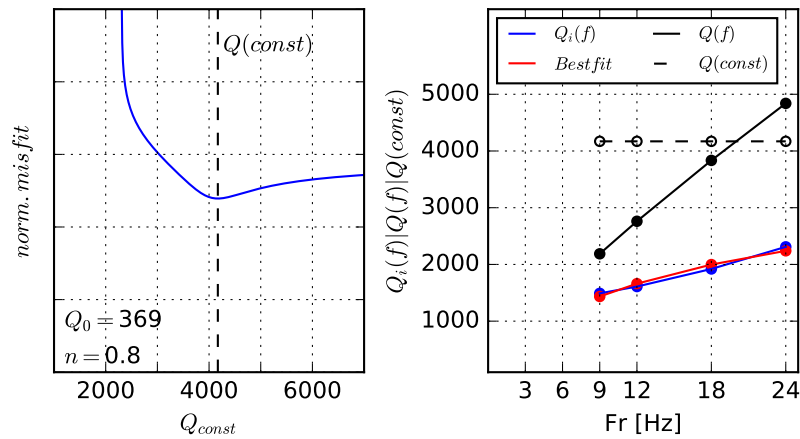 norm. misfit
Q(const)
Q₀ = 369
n = 0.8
2000 4000 6000
Q_const
Q_i(f) Q(f)
Bestfit Q(const)
Q_i(f)|Q(f)|Q(const)
5000
4000
3000
2000
1000
3 6 9 12 18 24
Fr [Hz]